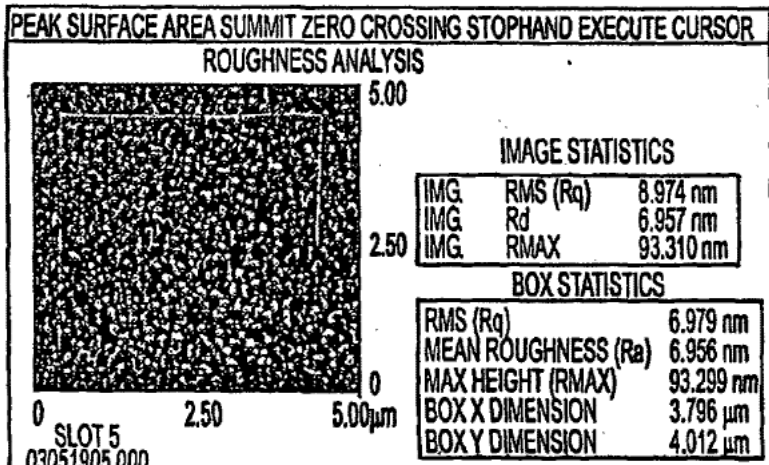 PEAK SURFACE AREA SUMMIT ZERO CROSSING STOPHAND EXECUTE CURSOR
ROUGHNESS ANALYSIS
5.00
2.50
0
0 2.50 5.00µm
SLOT 5
03051905.000
IMAGE STATISTICS
IMG. RMS (Rq) 8.974 nm
IMG. Rd 6.957 nm
IMG. RMAX 93.310 nm
BOX STATISTICS
RMS (Rq) 6.979 nm
MEAN ROUGHNESS (Ra) 6.956 nm
MAX HEIGHT (RMAX) 93.299 nm
BOX X DIMENSION 3.796 µm
BOX Y DIMENSION 4.012 µm